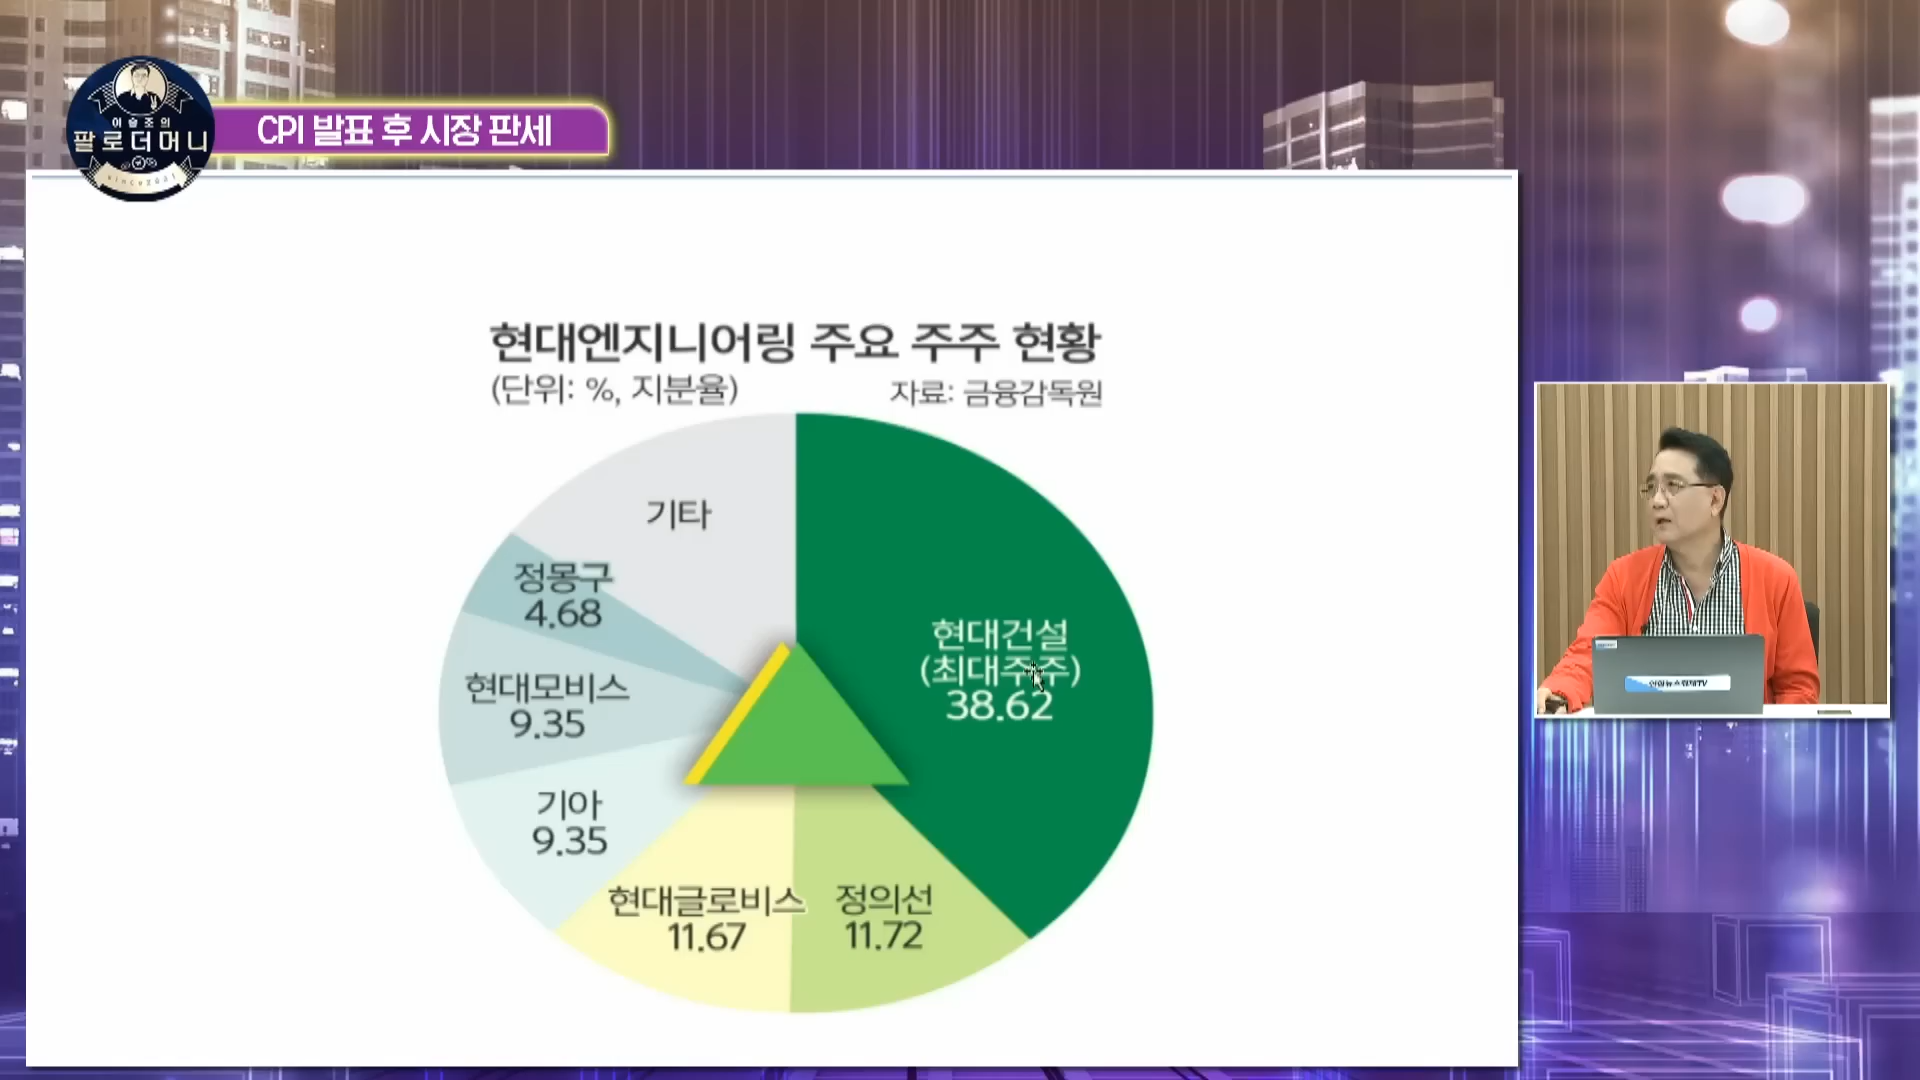 이슬조의
팔로더머니
CPI 발표 후 시장 판세
현대엔지니어링 주요 주주 현황
(단위: %, 지분율)
자료: 금융감독원
기타
정몽구
4.68
현대건설
(최대주주)
38.62
현대모비스
9.35
기아
9.35
현대글로비스
11.67
정의선
11.72